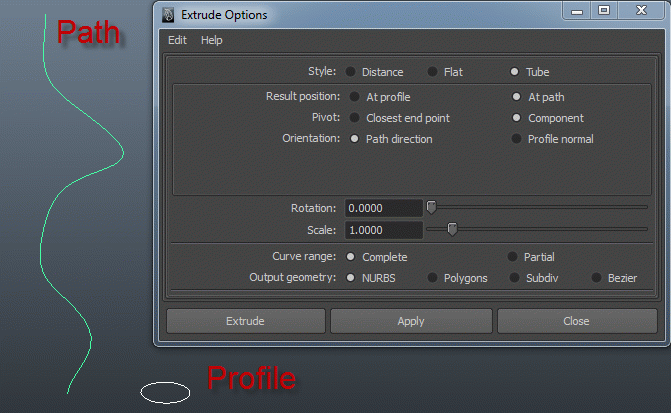 Path
Extrude Options
Edit Help
Style: Distance Flat Tube
Result position: At profile At path
Pivot: Closest end point Component
Orientation: Path direction Profile normal
Rotation: 0.0000
Scale: 1.0000
Curve range: Complete Partial
Output geometry: NURBS Polygons Subdiv Bezier
Extrude Apply Close
Profile